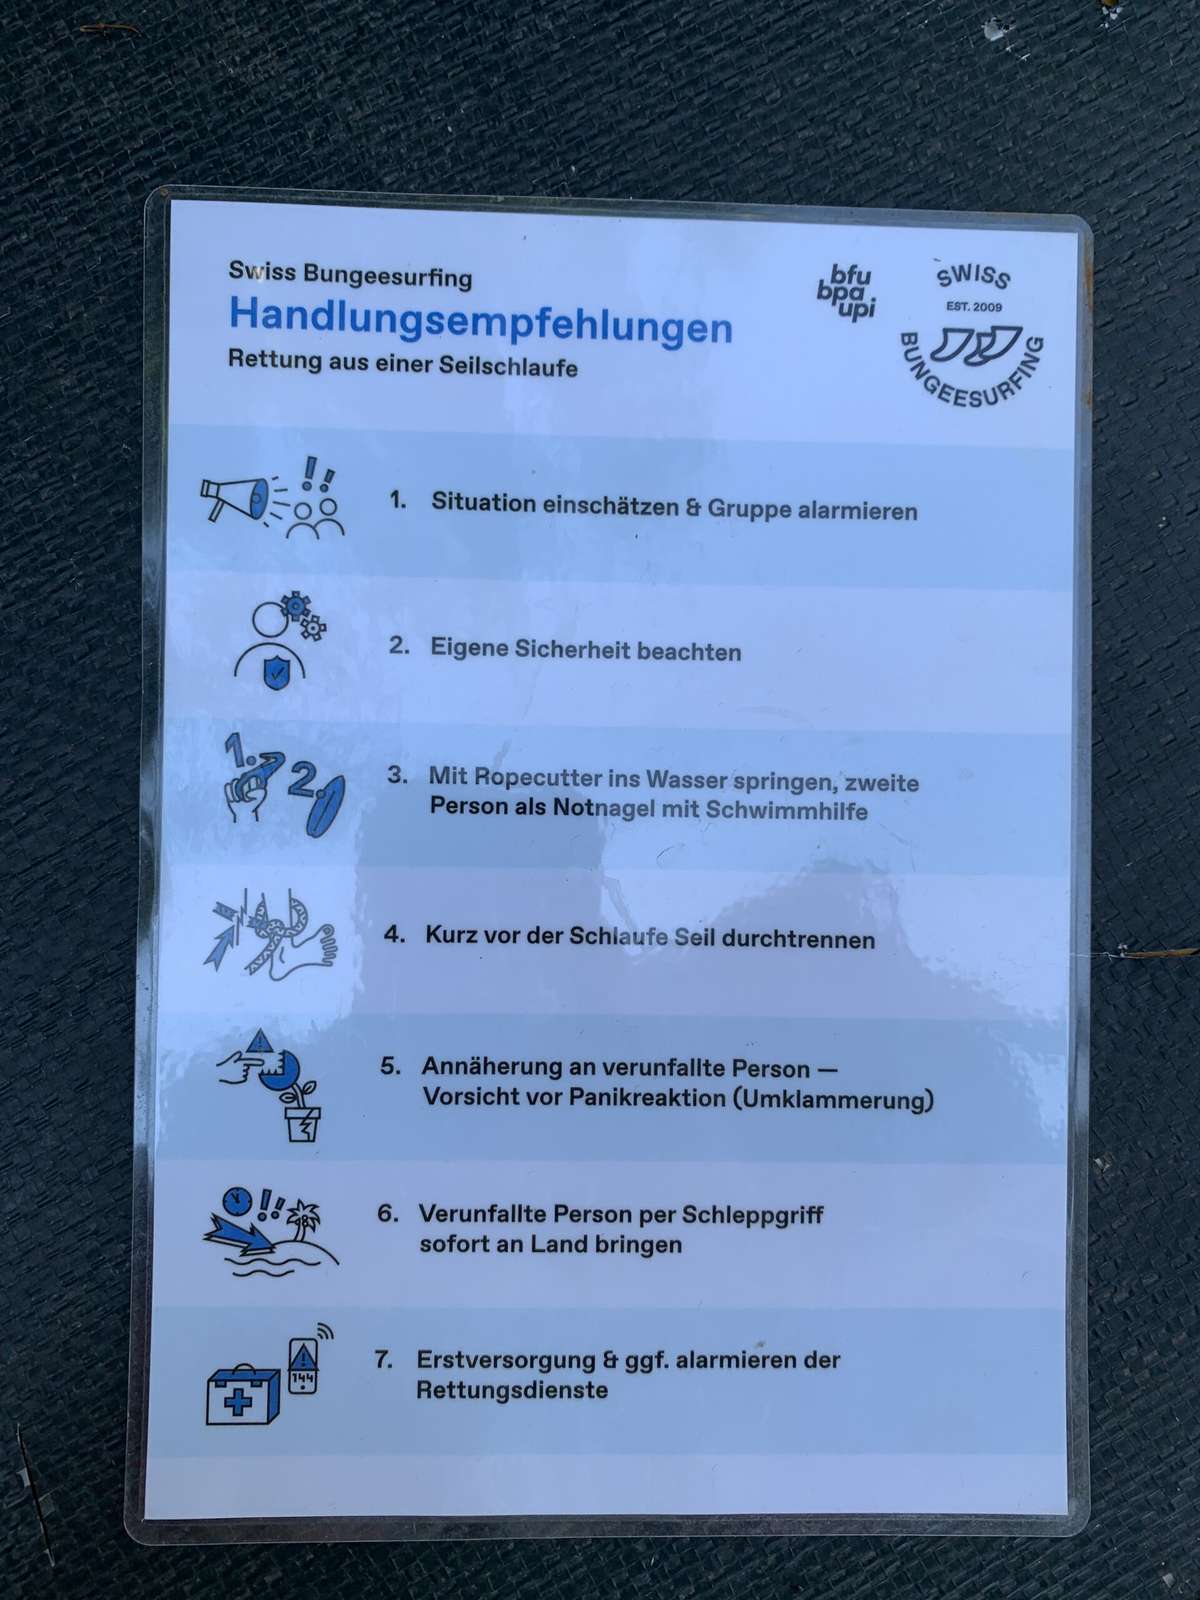 Swiss Bungeesurfing
Handlungsempfehlungen
Rettung aus einer Seilschlaufe
bfu
bpa
upi
SWISS
EST. 2009
BUNGEESURFING
1. Situation einschätzen & Gruppe alarmieren
2. Eigene Sicherheit beachten
1. 2.
3. Mit Ropecutter ins Wasser springen, zweite
Person als Notnagel mit Schwimmhilfe
4. Kurz vor der Schlaufe Seil durchtrennen
5. Annäherung an verunfallte Person —
Vorsicht vor Panikreaktion (Umklammerung)
6. Verunfallte Person per Schleppgriff
sofort an Land bringen
144
7. Erstversorgung & ggf. alarmieren der
Rettungsdienste